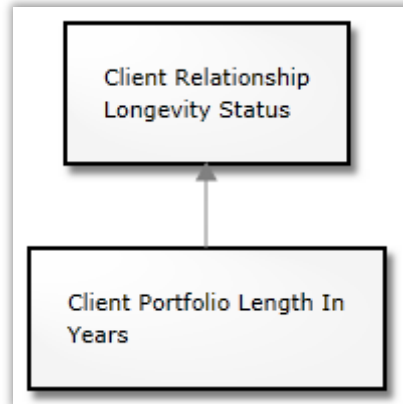 Client Relationship
Longevity Status
Client Portfolio Length In
Years